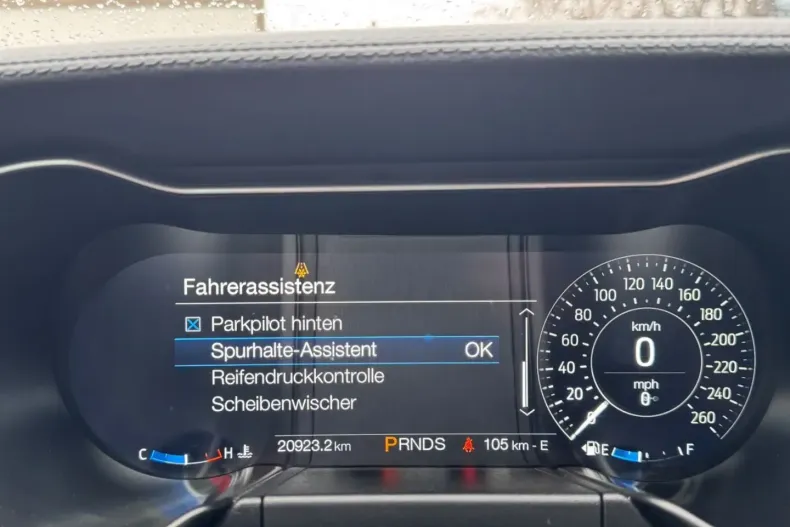 Fahrerassistenz
Parkpilot hinten
Spurhalte-Assistent OK
Reifendruckkontrolle
Scheibenwischer
20923.2 km PRNDS 105 km - E
C H
E F
0 20 40 60 80 100 120 140 160 180 200 220 240 260
km/h
0
mph
0